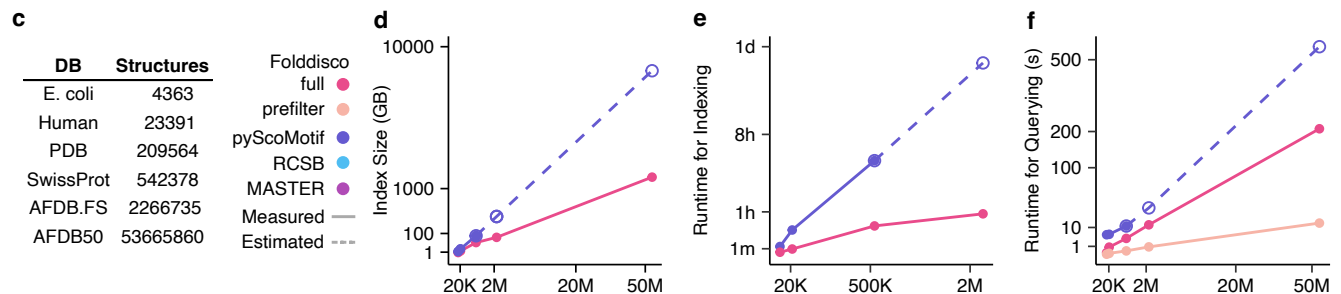 c
DB Structures
E. coli 4363
Human 23391
PDB 209564
SwissProt 542378
AFDB.FS 2266735
AFDB50 53665860
Folddisco
full
prefilter
pyScoMotif
RCSB
MASTER
Measured
Estimated
d
Index Size (GB)
10000
1000
100
1
20K 2M 20M 50M
e
Runtime for Indexing
1d
8h
1h
1m
20K 500K 2M
f
Runtime for Querying (s)
500
200
100
10
1
20K 2M 20M 50M